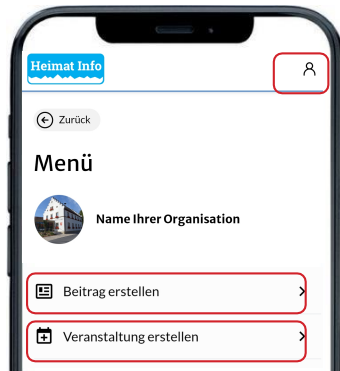 Heimat Info
Zurück
Menü
Name Ihrer Organisation
Beitrag erstellen
Veranstaltung erstellen